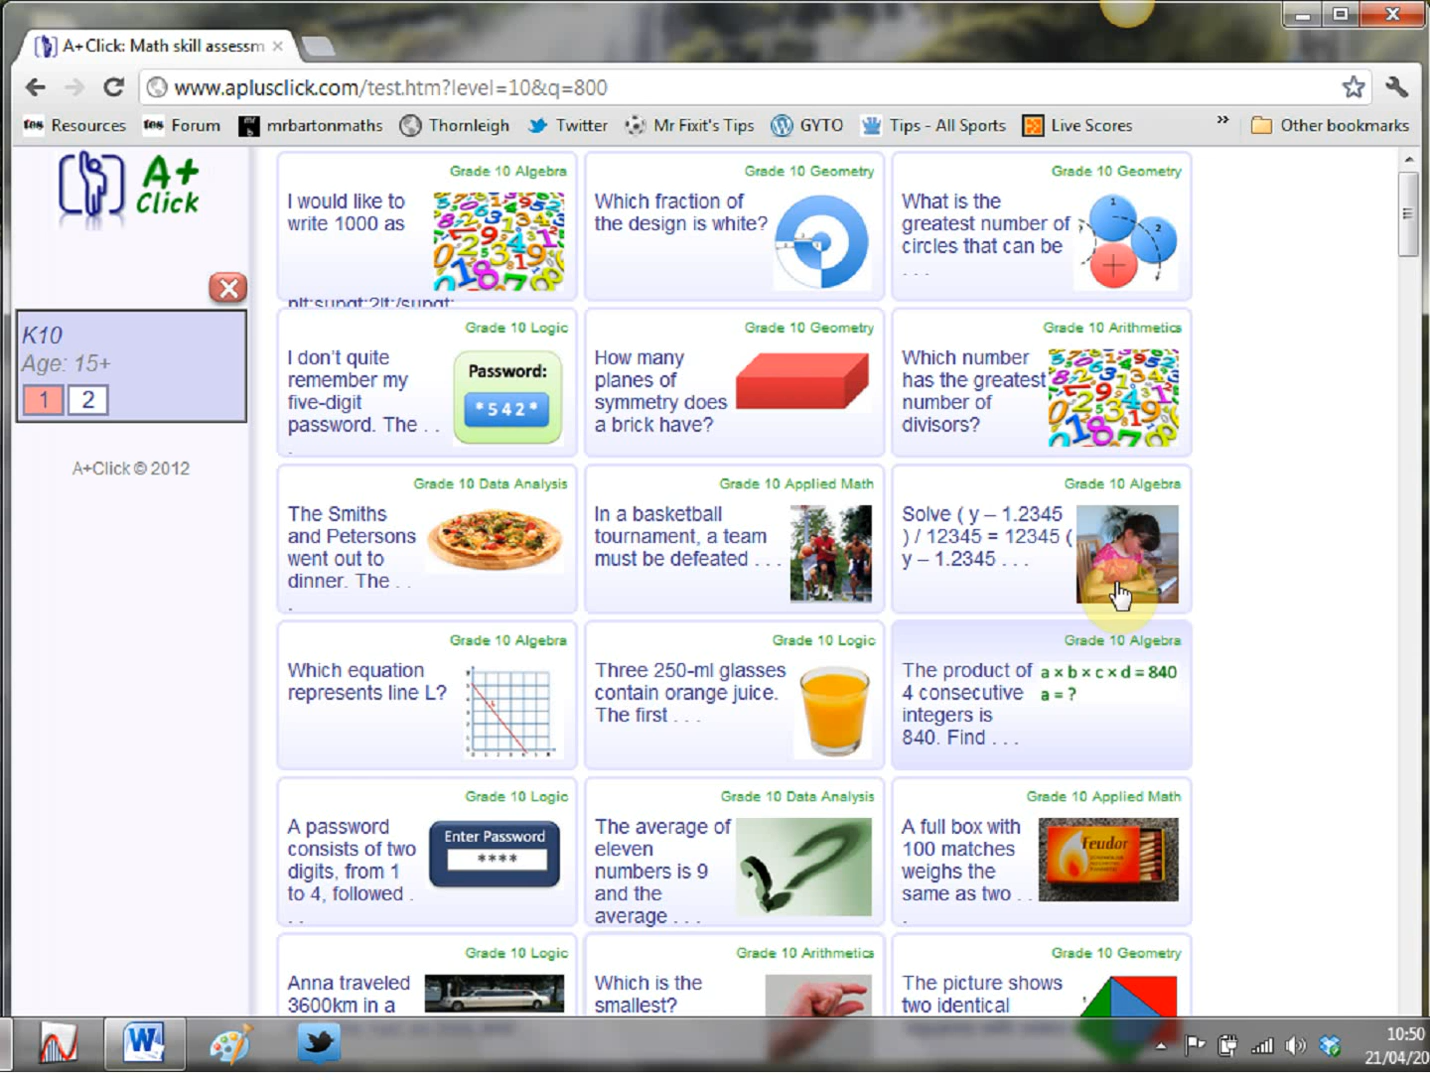 A+Click: Math skill assessm
www.aplusclick.com/test.htm?level=10&q=800
tes Resources
tes Forum
mrbartonmaths
Thornleigh
Twitter
Mr Fixit's Tips
GYTO
Tips - All Sports
Live Scores
»
Other bookmarks
A+
Click
K10
Age: 15+
1 2
A+Click © 2012
Grade 10 Algebra
I would like to
write 1000 as
nlt:supgt:2lt:/supgt:
Grade 10 Geometry
Which fraction of
the design is white?
Grade 10 Geometry
What is the
greatest number of
circles that can be
. . .
1
2
Grade 10 Logic
I don't quite
remember my
five-digit
password. The . .
.
Password:
*542*
Grade 10 Geometry
How many
planes of
symmetry does
a brick have?
Grade 10 Arithmetics
Which number
has the greatest
number of
divisors?
Grade 10 Data Analysis
The Smiths
and Petersons
went out to
dinner. The . .
.
Grade 10 Applied Math
In a basketball
tournament, a team
must be defeated . . .
Grade 10 Algebra
Solve ( y – 1.2345
) / 12345 = 12345 (
y – 1.2345 . . .
Grade 10 Algebra
Which equation
represents line L?
Grade 10 Logic
Three 250-ml glasses
contain orange juice.
The first . . .
Grade 10 Algebra
The product of
4 consecutive
integers is
840. Find . . .
a × b × c × d = 840
a = ?
Grade 10 Logic
A password
consists of two
digits, from 1
to 4, followed .
. .
Enter Password
****
Grade 10 Data Analysis
The average of
eleven
numbers is 9
and the
average . . .
Grade 10 Applied Math
A full box with
100 matches
weighs the
same as two . .
.
Feudor
Grade 10 Logic
Anna traveled
3600km in a
Grade 10 Arithmetics
Which is the
smallest?
Grade 10 Geometry
The picture shows
two identical
10:50
21/04/20